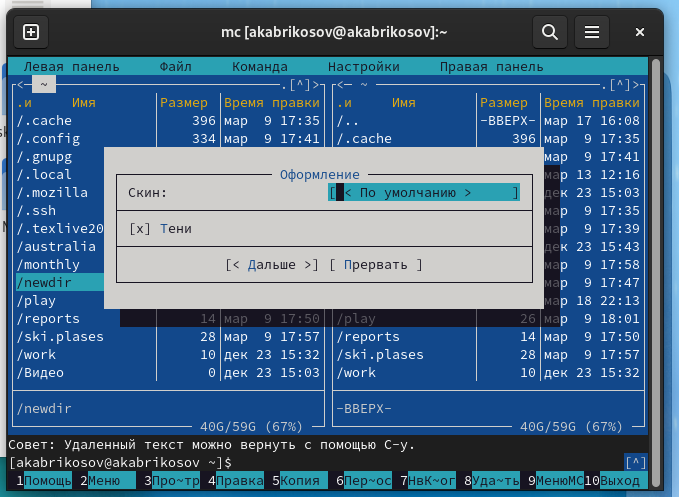 mc [akabrikosov@akabrikosov]:~
Левая панель Файл Команда Настройки Правая панель
<─ ~ .[^]> <─ ~ .[^]>
.и Имя Размер Время правки .и Имя Размер Время правки
/.cache 396 мар 9 17:35 /.. -ВВЕРХ- мар 17 16:08
/.config 334 мар 9 17:41 /.cache 396 мар 9 17:35
/.gnupg мар 9 17:41
/.local мар 13 12:16
/.mozilla дек 23 15:03
/.ssh мар 9 17:35
/.texlive20 мар 9 17:39
/australia дек 23 15:43
/monthly мар 9 17:58
/newdir мар 9 17:47
/play мар 18 22:13
Оформление
Скин: [ < По умолчанию > ]
[x] Тени
[< Дальше >] [ Прервать ]
/reports 14 мар 9 17:50 /play 26 мар 9 18:01
/ski.plases 28 мар 9 17:57 /reports 14 мар 9 17:50
/work 10 дек 23 15:32 /ski.plases 28 мар 9 17:57
/Видео 0 дек 23 15:03 /work 10 дек 23 15:32
/newdir -ВВЕРХ-
40G/59G (67%) 40G/59G (67%)
Совет: Удаленный текст можно вернуть с помощью C-y.
[akabrikosov@akabrikosov ~]$ [^]
1Помощь 2Меню 3Про~тр 4Правка 5Копия 6Пер~ос 7НвК~ог 8Уда~ть 9МенюМС 10Выход